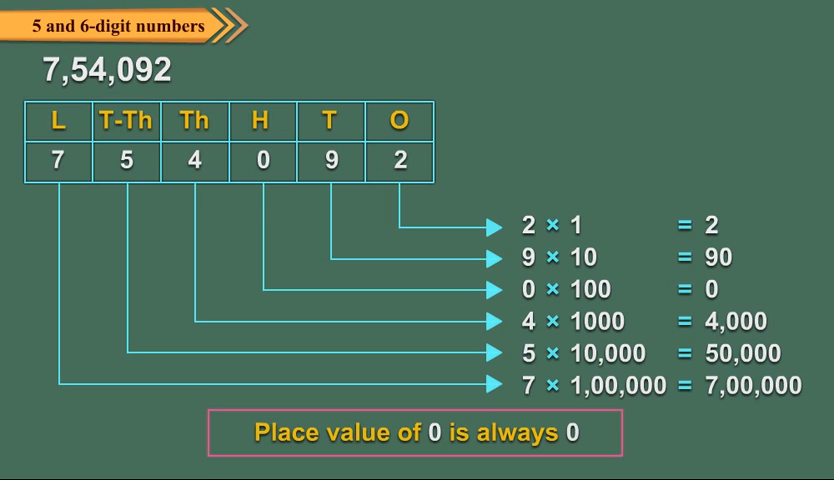 5 and 6-digit numbers
7,54,092
L T-Th Th H T O
7 5 4 0 9 2
2 × 1 = 2
9 × 10 = 90
0 × 100 = 0
4 × 1000 = 4,000
5 × 10,000 = 50,000
7 × 1,00,000 = 7,00,000
Place value of 0 is always 0